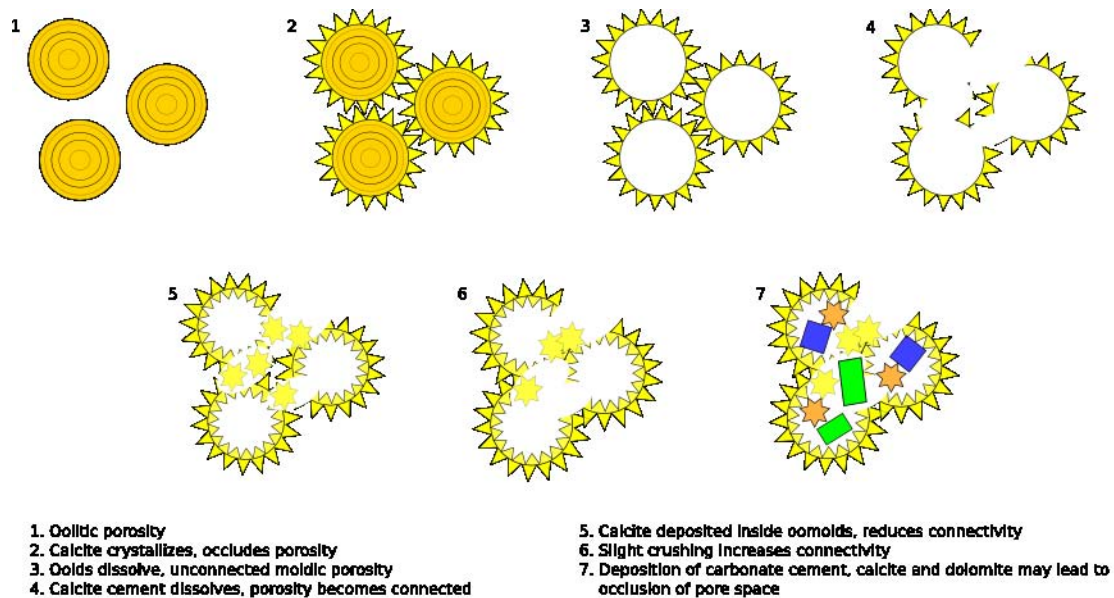 1
2
3
4
5
6
7
1. Oolitic porosity
2. Calcite crystallizes, occludes porosity
3. Ooids dissolve, unconnected moldic porosity
4. Calcite cement dissolves, porosity becomes connected
5. Calcite deposited inside oomoids, reduces connectivity
6. Slight crushing increases connectivity
7. Deposition of carbonate cement, calcite and dolomite may lead to
occlusion of pore space